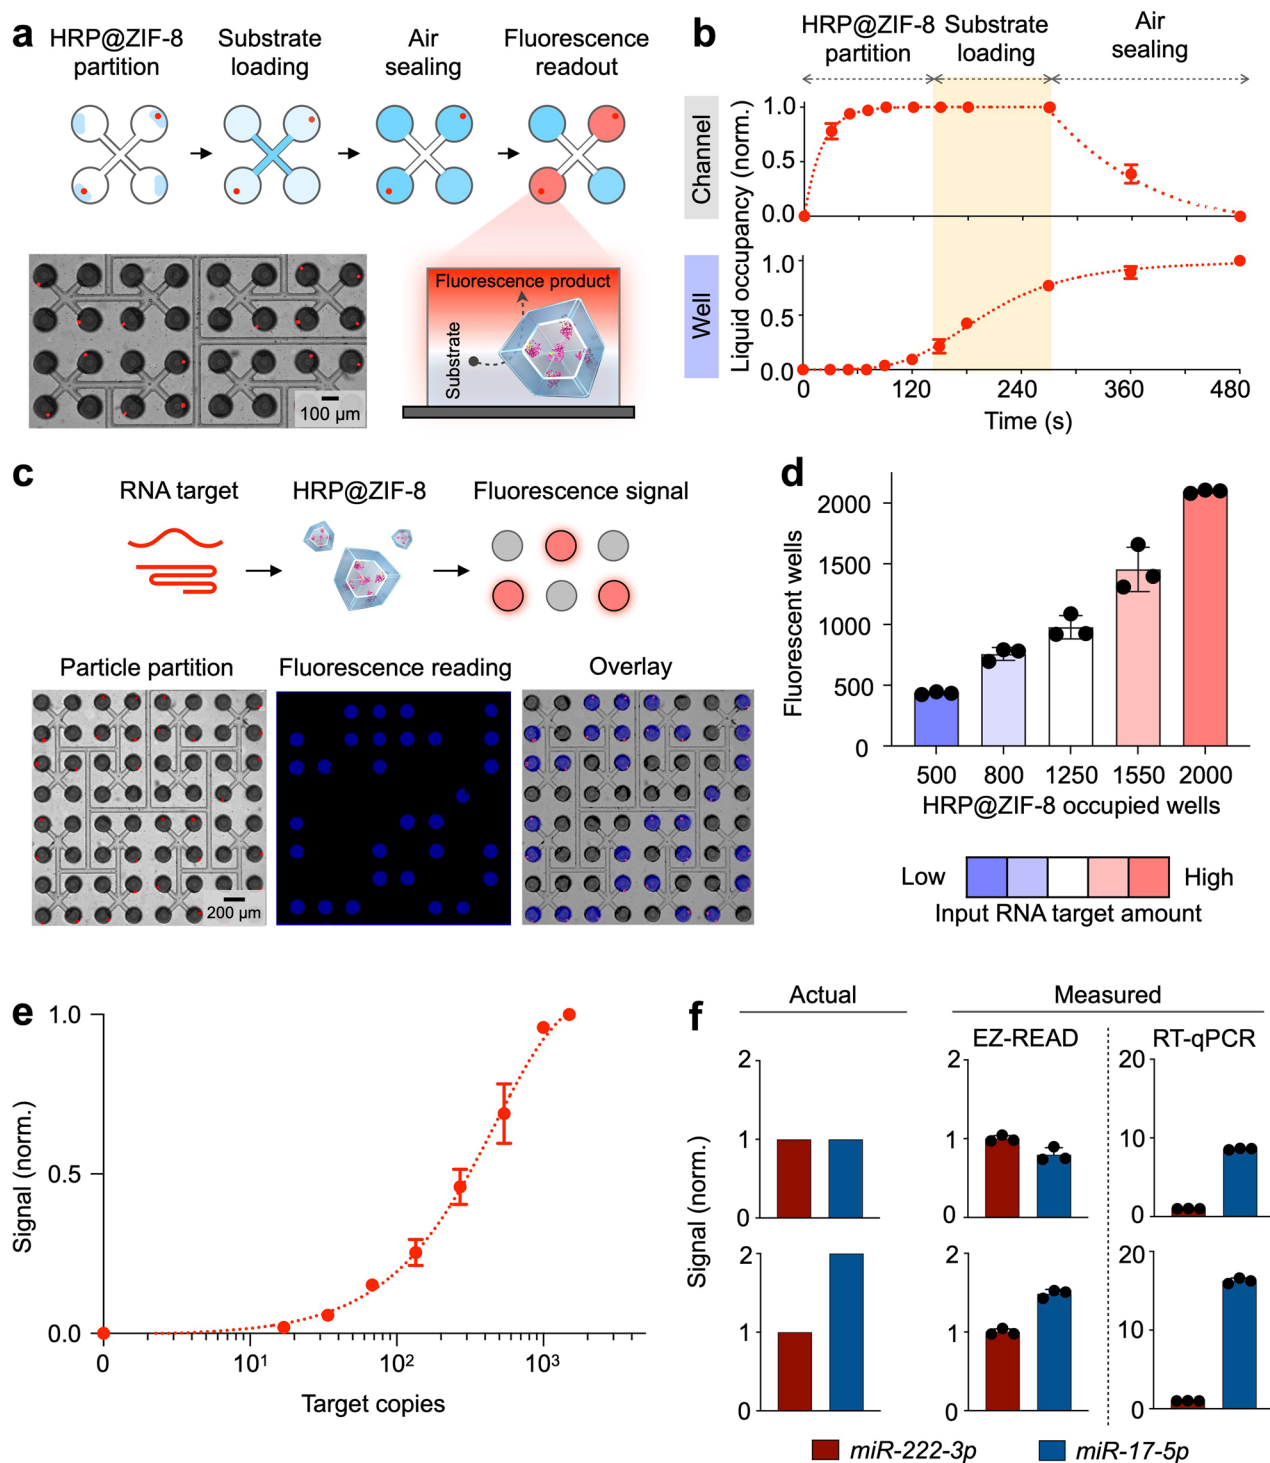 a
HRP@ZIF-8
partition
Substrate
loading
Air
sealing
Fluorescence
readout
100 µm
Fluorescence product
Substrate
b
HRP@ZIF-8
partition
Substrate
loading
Air
sealing
Channel
Well
Liquid occupancy (norm.)
1.0
0.5
0.0
1.0
0.5
0.0
0
120
240
360
480
Time (s)
c
RNA target
HRP@ZIF-8
Fluorescence signal
Particle partition
Fluorescence reading
Overlay
200 µm
d
Fluorescent wells
2000
1500
1000
500
0
500
800
1250
1550
2000
HRP@ZIF-8 occupied wells
Low
High
Input RNA target amount
e
Signal (norm.)
1.0
0.5
0.0
0
10¹
10²
10³
Target copies
f
Actual
Measured
EZ-READ
RT-qPCR
Signal (norm.)
2
1
0
2
1
0
20
10
0
2
1
0
2
1
0
20
10
0
miR-222-3p
miR-17-5p